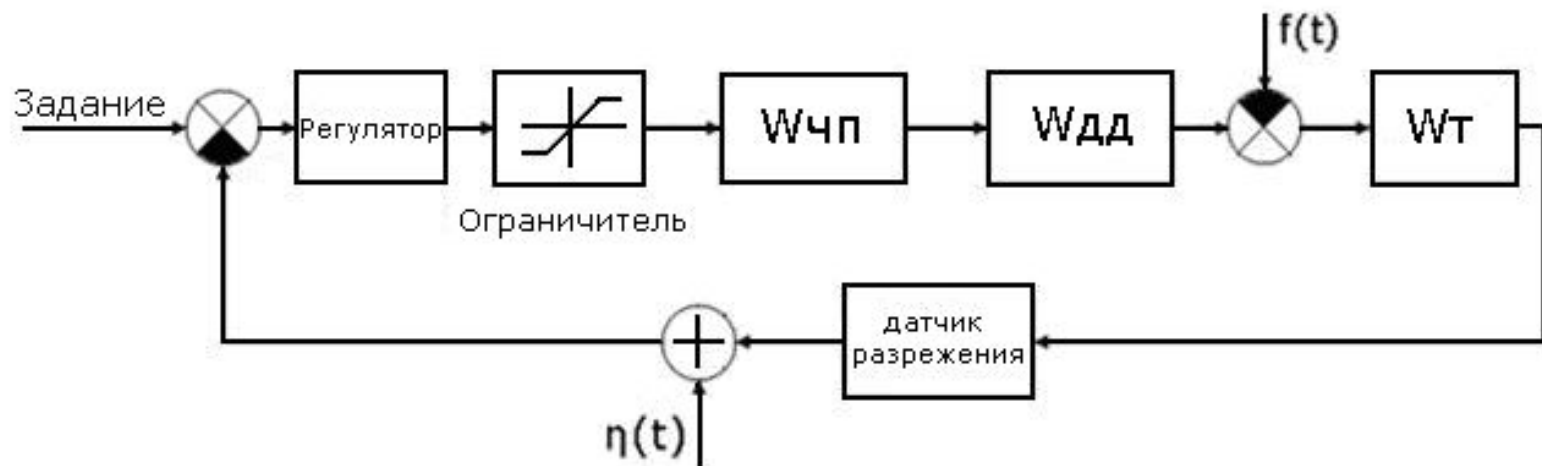 f(t)
Задание
Регулятор
Wчп
Wдд
Wт
Ограничитель
датчик
разрежения
η(t)